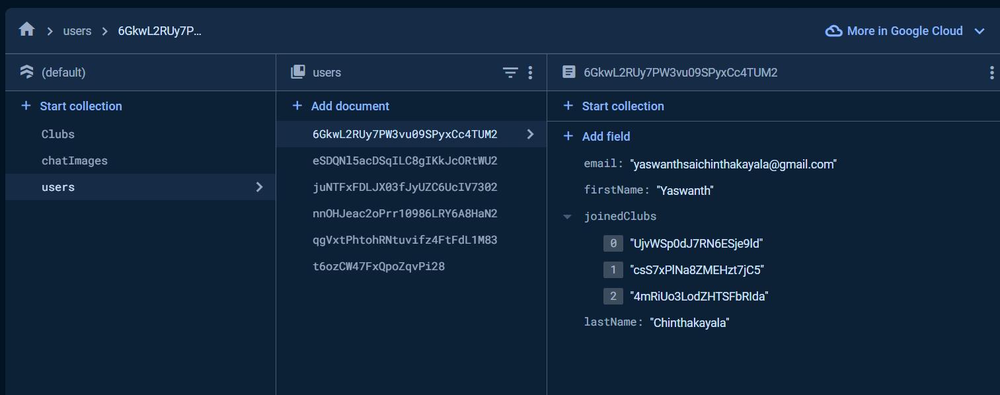 users 6GkwL2RUy7P... More in Google Cloud
(default)
Start collection
Clubs
chatImages
users
users
Add document
6GkwL2RUy7PW3vu09SPyxCc4TUM2
eSDQNl5acDSqILC8gIKkJcORtWU2
juNTFxFDLJX03fJyUZC6UcIV7302
nnOHJeac2oPrr10986LRY6A8HaN2
qgVxtPhtohRNtuvifz4FtFdL1M83
t6ozCW47FxQpoZqvPi28
6GkwL2RUy7PW3vu09SPyxCc4TUM2
Start collection
Add field
email: "yaswanthsaichinthakayala@gmail.com"
firstName: "Yaswanth"
joinedClubs
0 "UjvWSp0dJ7RN6ESje9ld"
1 "csS7xPlNa8ZMEHzt7jC5"
2 "4mRiUo3LodZHTSFbRIda"
lastName: "Chinthakayala"